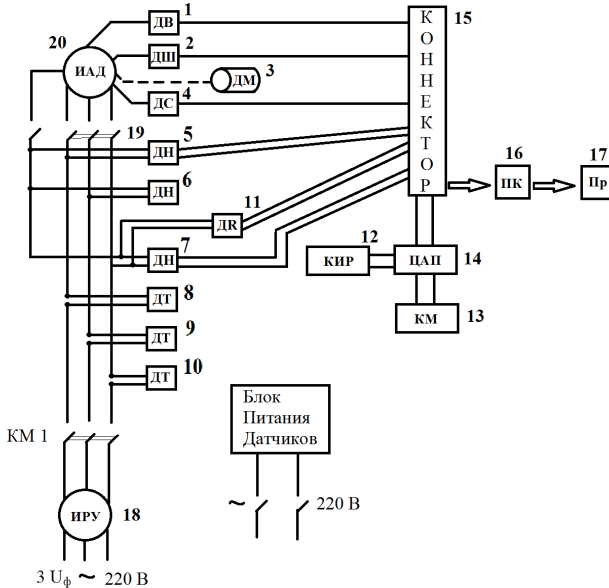 1
ДВ
15
КОННЕКТОР
20
2
ИАД
ДШ
3
ДМ
4
ДС
19
5
ДН
16
17
6
ПК
Пр
ДН
11
ДR
12
7
КИР
ЦАП
14
ДН
8
ДТ
КМ
13
9
ДТ
10
ДТ
Блок
Питания
Датчиков
КМ 1
~
220 В
ИРУ
18
3 Uф ~ 220 В